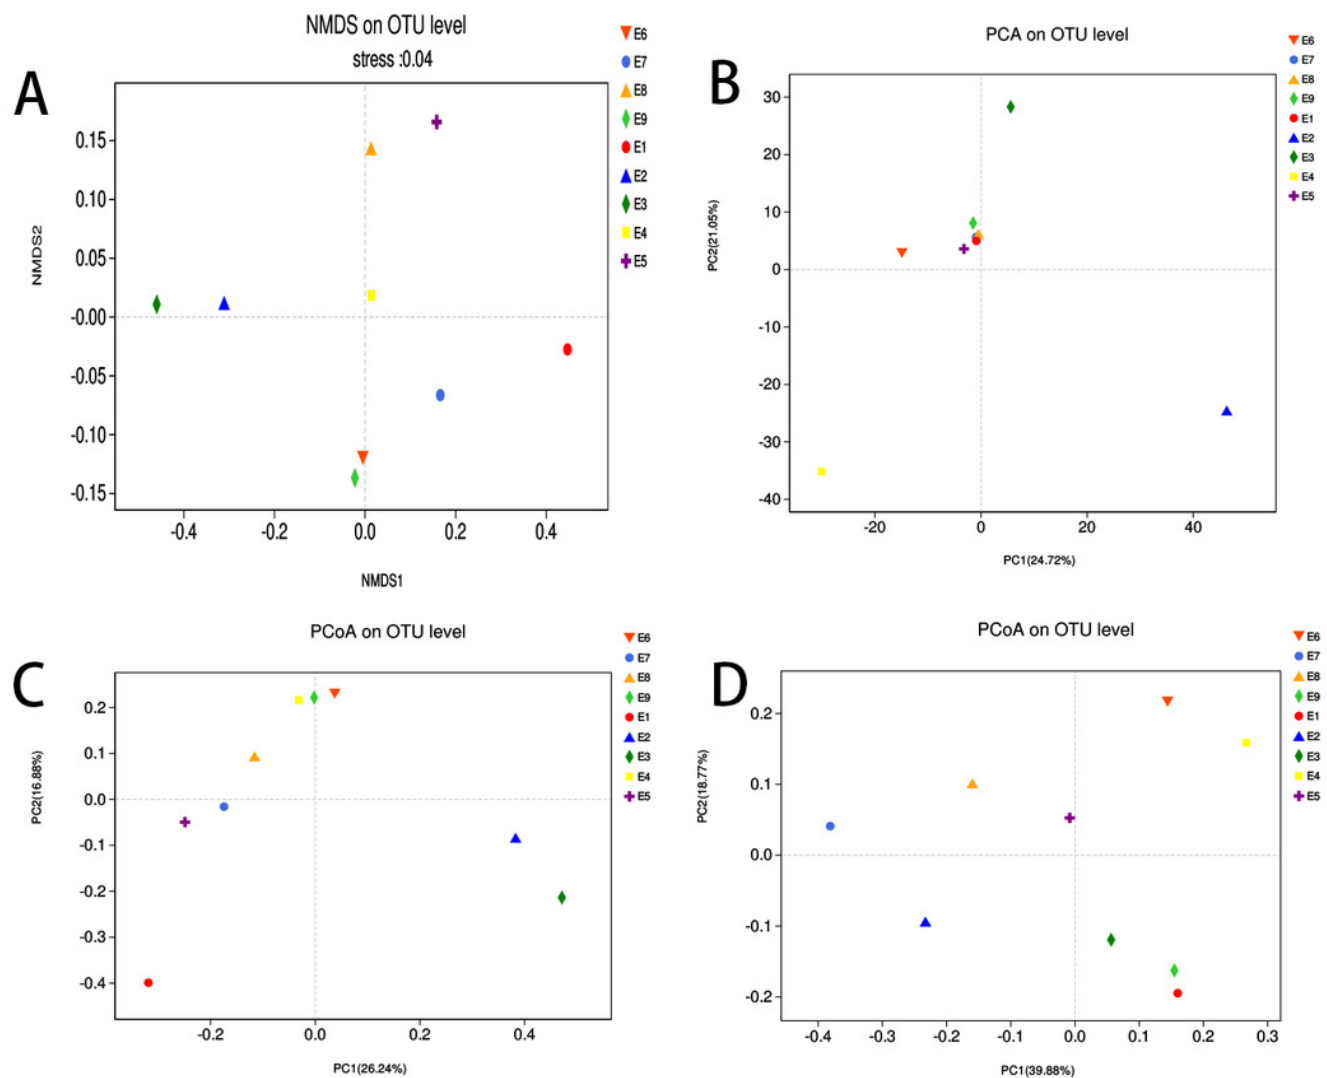 A
NMDS on OTU level
stress :0.04
NMDS2
0.15
0.10
0.05
-0.00
-0.05
-0.10
-0.15
-0.4
-0.2
0.0
0.2
0.4
NMDS1
E6
E7
E8
E9
E1
E2
E3
E4
E5
B
PCA on OTU level
PC2(21.05%)
30
20
10
0
-10
-20
-30
-40
-20
0
20
40
PC1(24.72%)
E6
E7
E8
E9
E1
E2
E3
E4
E5
C
PCoA on OTU level
PC2(16.88%)
0.2
0.1
0.0
-0.1
-0.2
-0.3
-0.4
-0.2
0.0
0.2
0.4
PC1(26.24%)
E6
E7
E8
E9
E1
E2
E3
E4
E5
D
PCoA on OTU level
PC2(18.77%)
0.2
0.1
0.0
-0.1
-0.2
-0.4
-0.3
-0.2
-0.1
0.0
0.1
0.2
0.3
PC1(39.88%)
E6
E7
E8
E9
E1
E2
E3
E4
E5